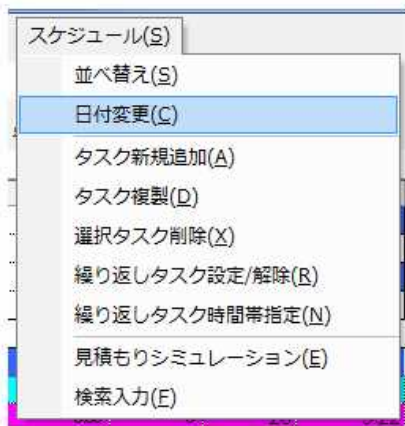 スケジュール(S)
並べ替え(S)
日付変更(C)
タスク新規追加(A)
タスク複製(D)
選択タスク削除(X)
繰り返しタスク設定/解除(R)
繰り返しタスク時間帯指定(N)
見積もりシミュレーション(E)
検索入力(F)